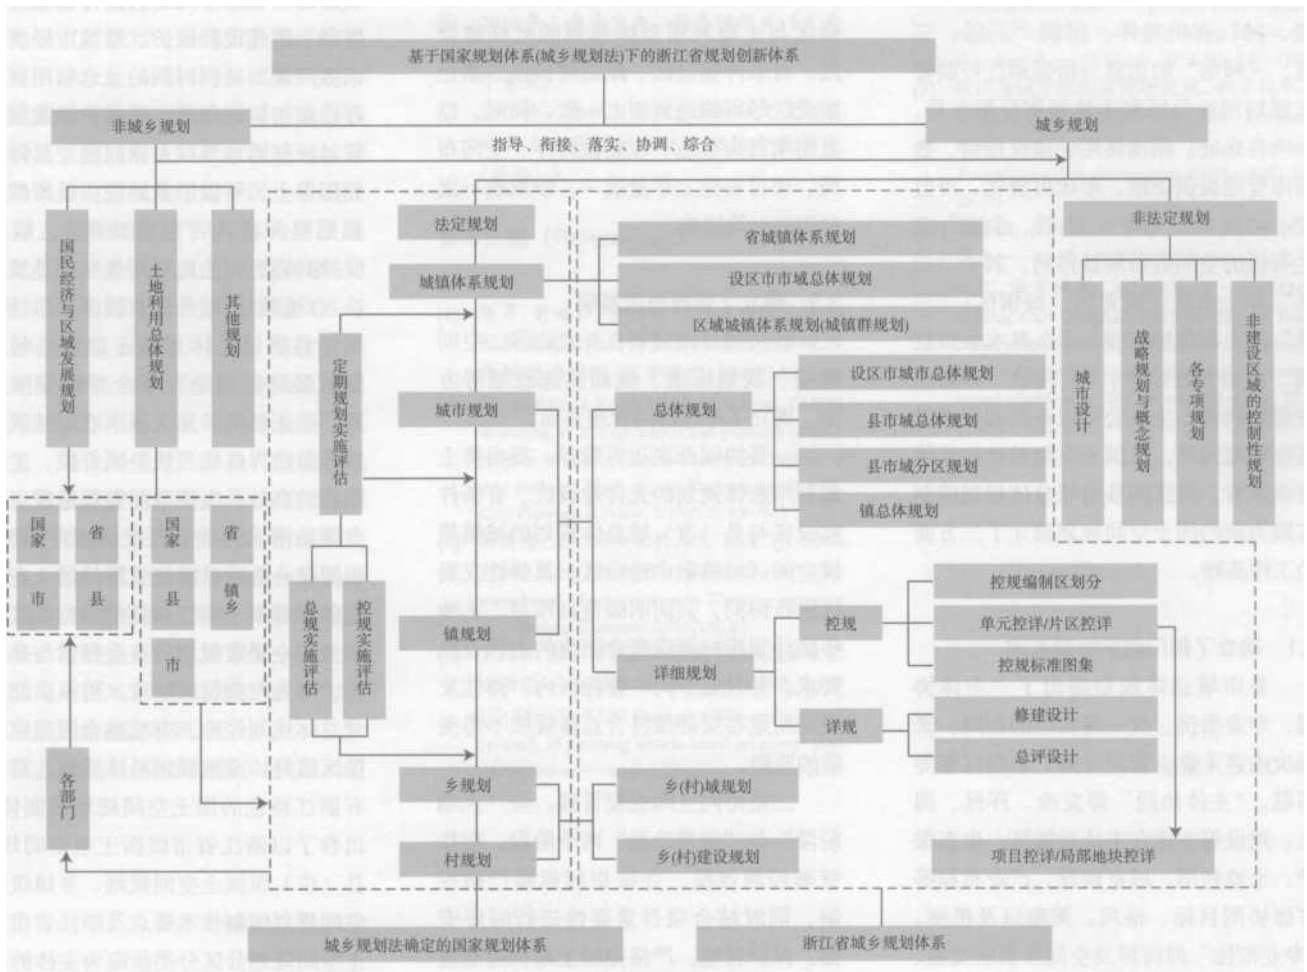 基于国家规划体系(城乡规划法)下的浙江省规划创新体系
非城乡规划
城乡规划
指导、衔接、落实、协调、综合
国民经济与区域发展规划
土地利用总体规划
其他规划
法定规划
城镇体系规划
省城镇体系规划
设区市市域总体规划
区域城镇体系规划(城镇群规划)
非法定规划
城市设计
战略规划与概念规划
各专项规划
非建设区域的控制性规划
定期规划实施评估
城市规划
总体规划
设区市城市总体规划
县市域总体规划
县市域分区规划
镇总体规划
国家
省
市
县
国家
省
县
镇乡
市
总规实施评估
控规实施评估
镇规划
详细规划
控规
控规编制区划分
单元控详/片区控详
控规标准图集
详规
修建设计
总评设计
各部门
乡规划
村规划
乡(村)域规划
乡(村)建设规划
项目控详/局部地块控详
城乡规划法确定的国家规划体系
浙江省城乡规划体系